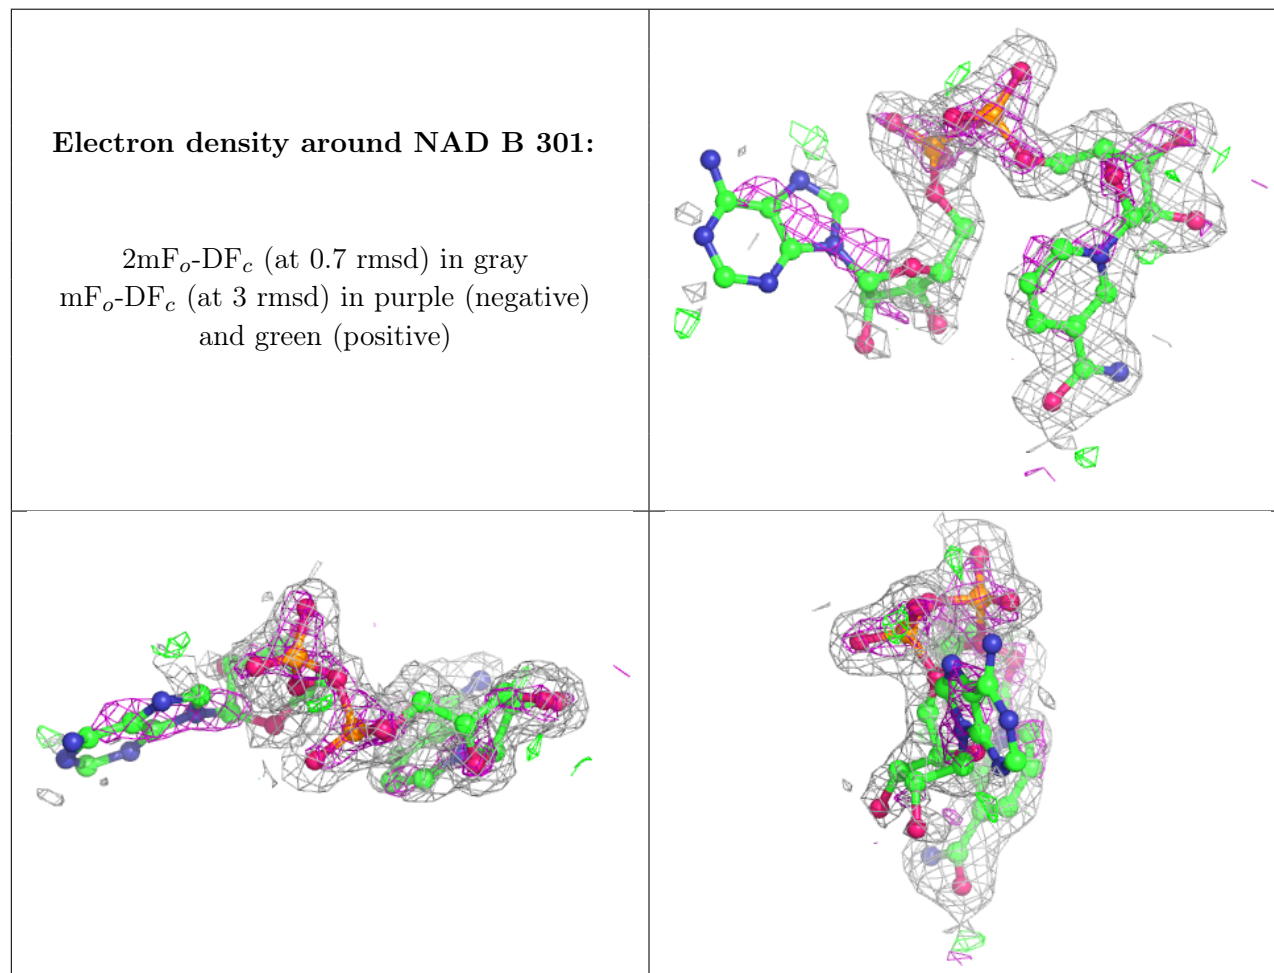 Electron density around NAD B 301:
2mFo-DFc (at 0.7 rmsd) in gray
mFo-DFc (at 3 rmsd) in purple (negative)
and green (positive)